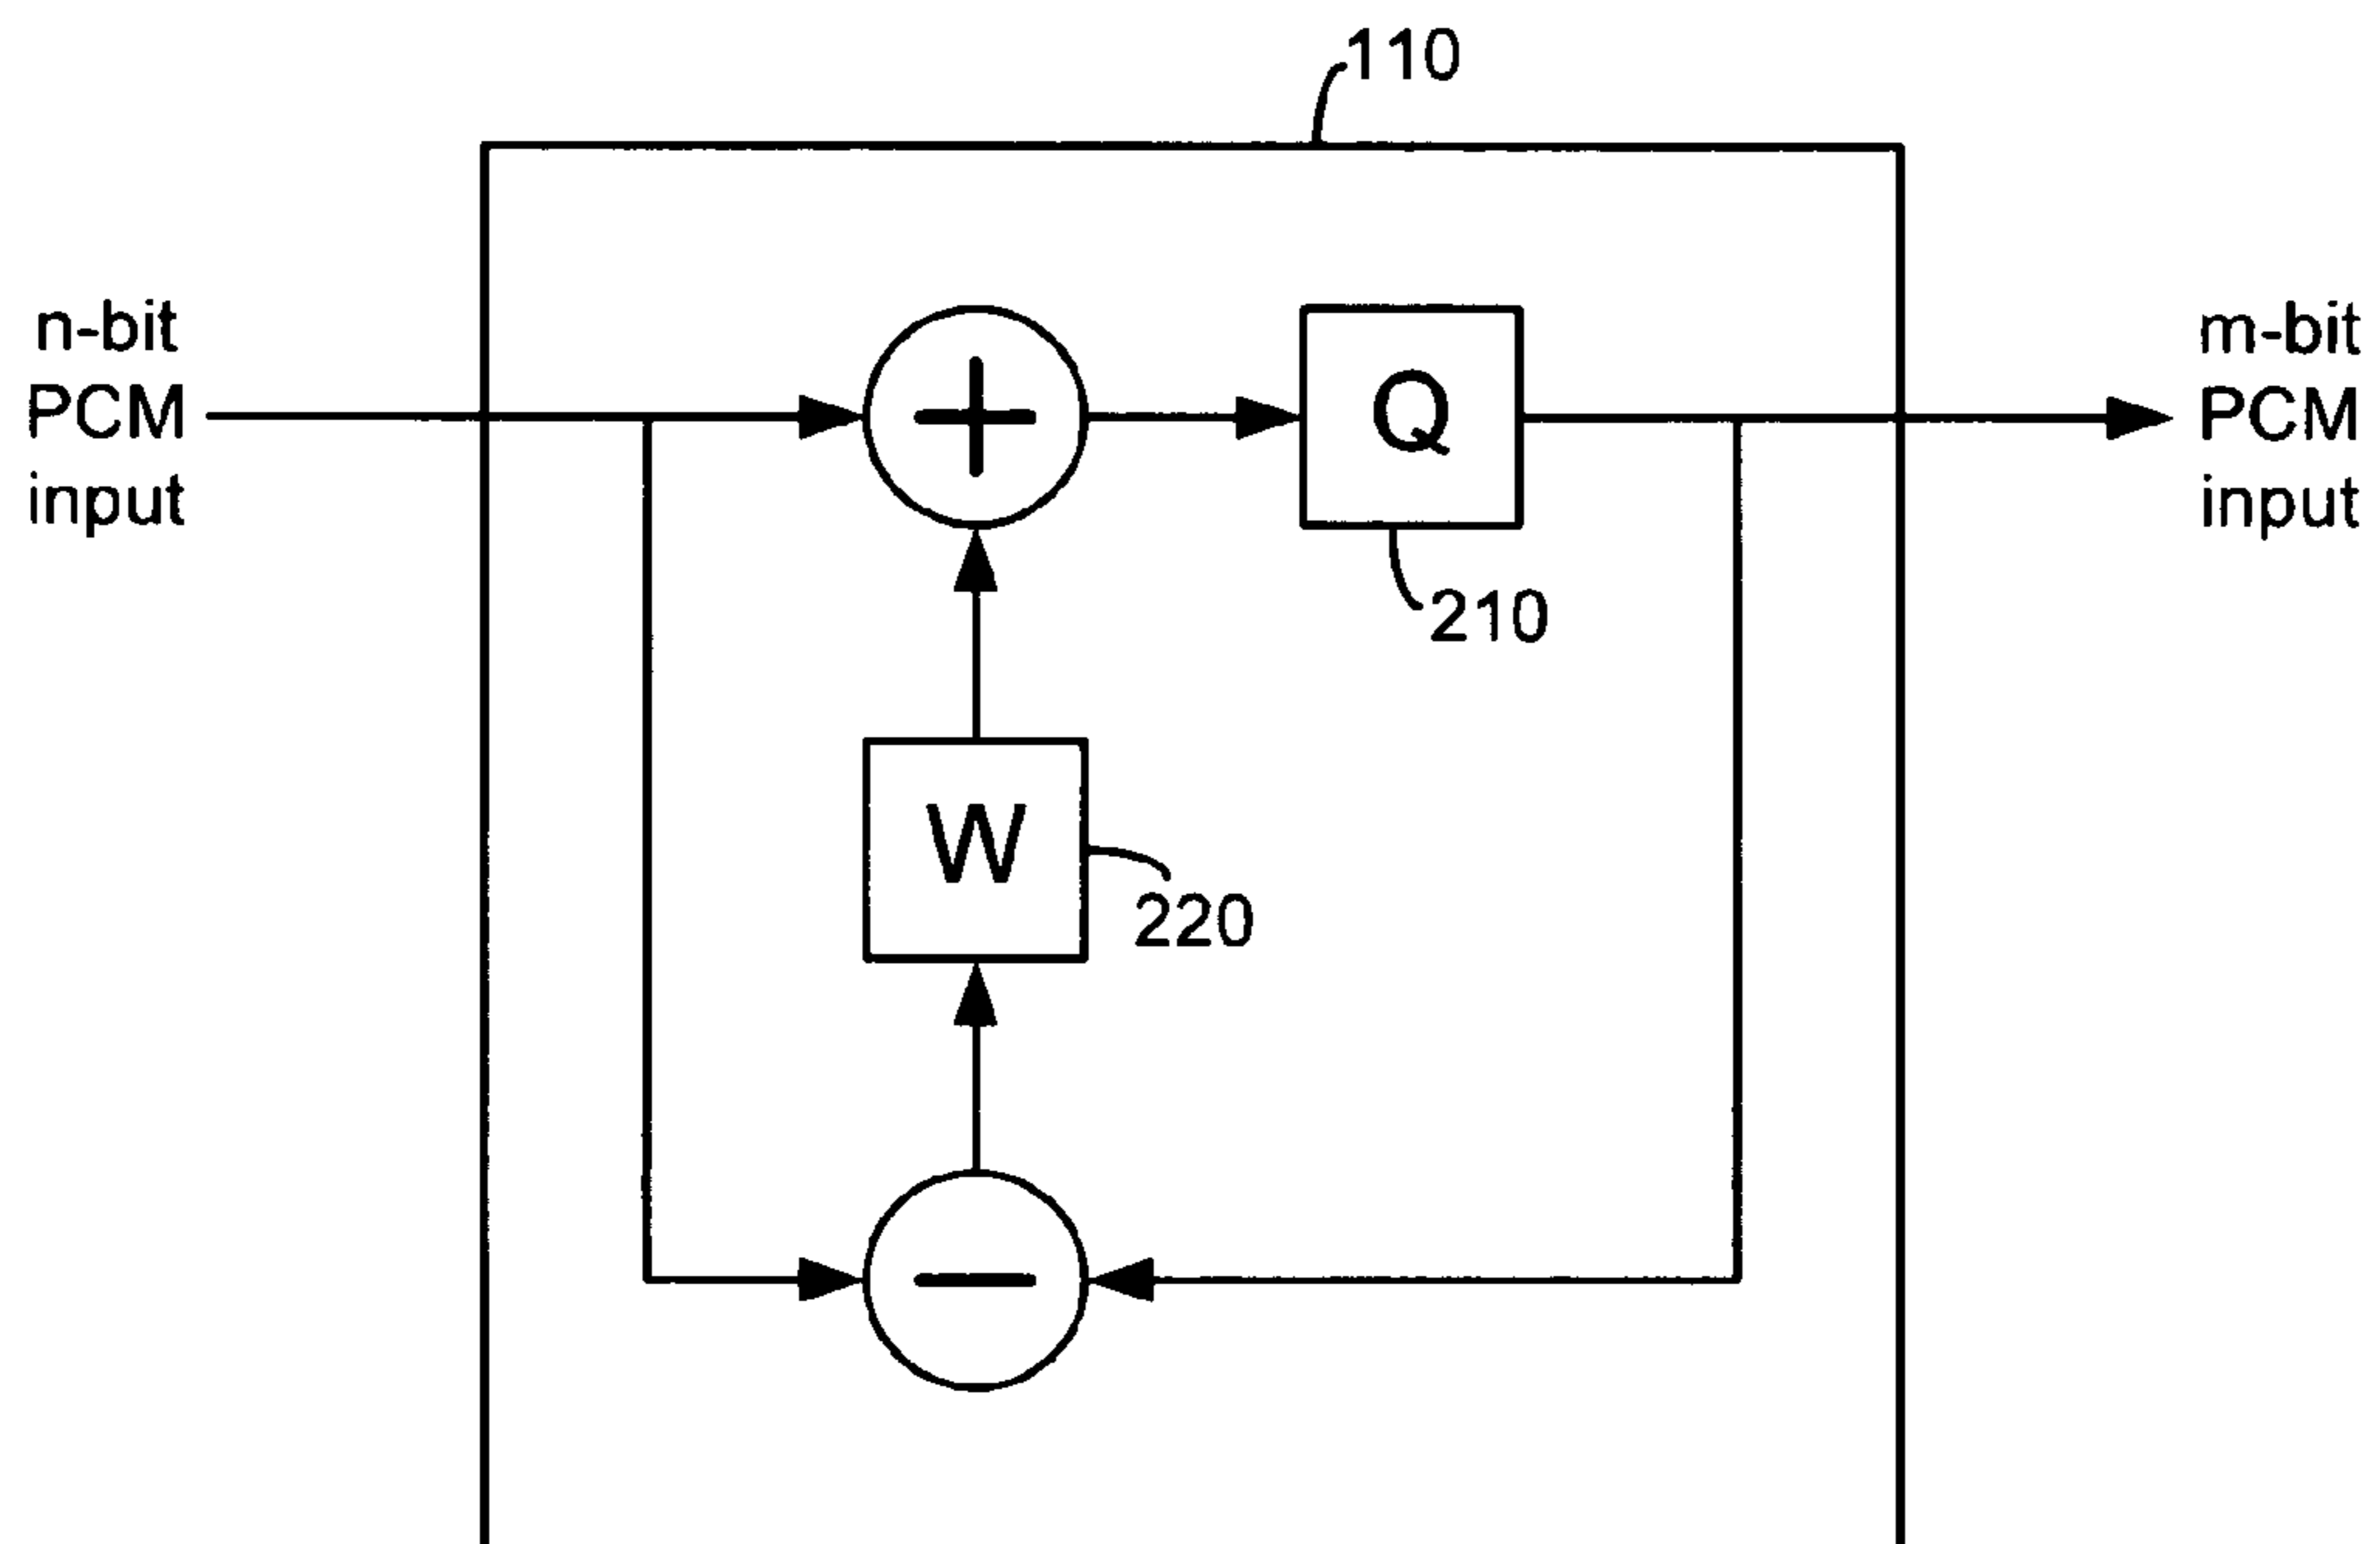 110
n-bit
PCM
input
+
Q
m-bit
PCM
input
210
W
220
−